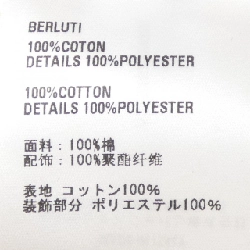 BERLUTI
100%COTON
DETAILS 100%POLYESTER
100%COTTON
DETAILS 100%POLYESTER
面料：100%棉
配饰：100%聚酯纤维
表地 コットン100%
装飾部分 ポリエステル100%